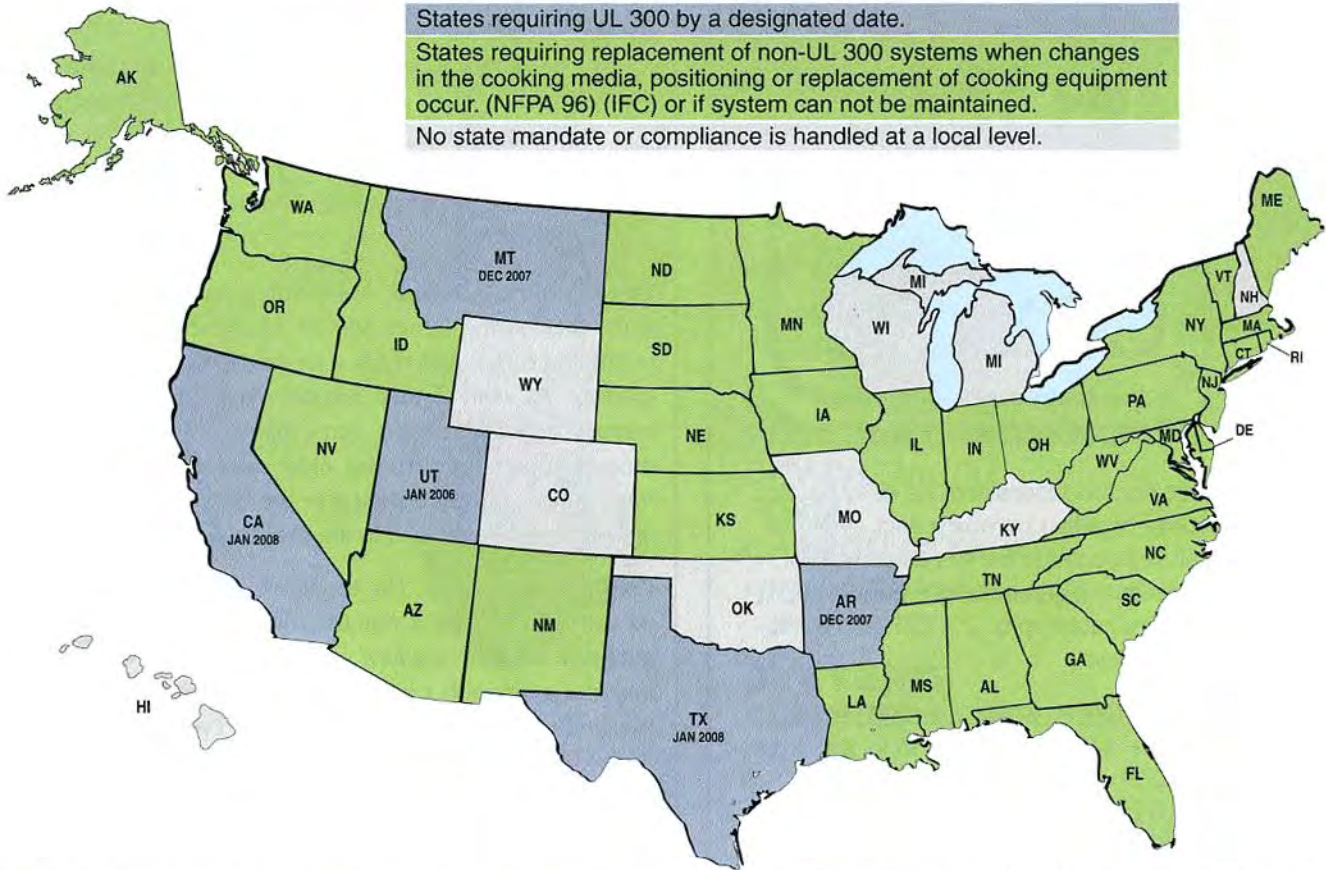 States requiring UL 300 by a designated date.
States requiring replacement of non-UL 300 systems when changes
in the cooking media, positioning or replacement of cooking equipment
occur. (NFPA 96) (IFC) or if system can not be maintained.
No state mandate or compliance is handled at a local level.
AK
WA
MT
DEC 2007
ND
MN
MI
ME
VT
NH
OR
ID
SD
WI
MI
NY
MA
CT
RI
WY
IA
PA
NJ
NV
NE
IL
IN
OH
MD
DE
WV
UT
JAN 2006
CO
KS
MO
KY
VA
CA
JAN 2008
NC
TN
AZ
NM
OK
AR
DEC 2007
SC
MS
AL
GA
HI
TX
JAN 2008
LA
FL